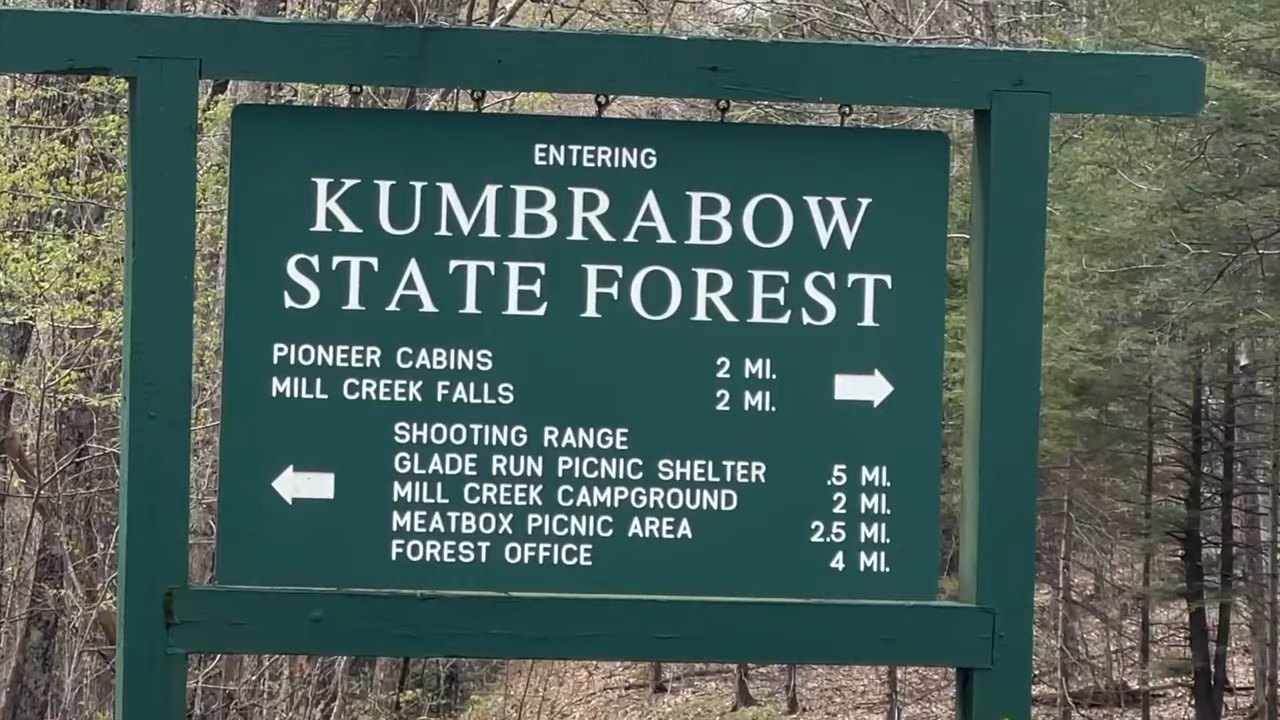 ENTERING
KUMBRABOW
STATE FOREST
PIONEER CABINS 2 MI.
MILL CREEK FALLS 2 MI.
SHOOTING RANGE
GLADE RUN PICNIC SHELTER .5 MI.
MILL CREEK CAMPGROUND 2 MI.
MEATBOX PICNIC AREA 2.5 MI.
FOREST OFFICE 4 MI.